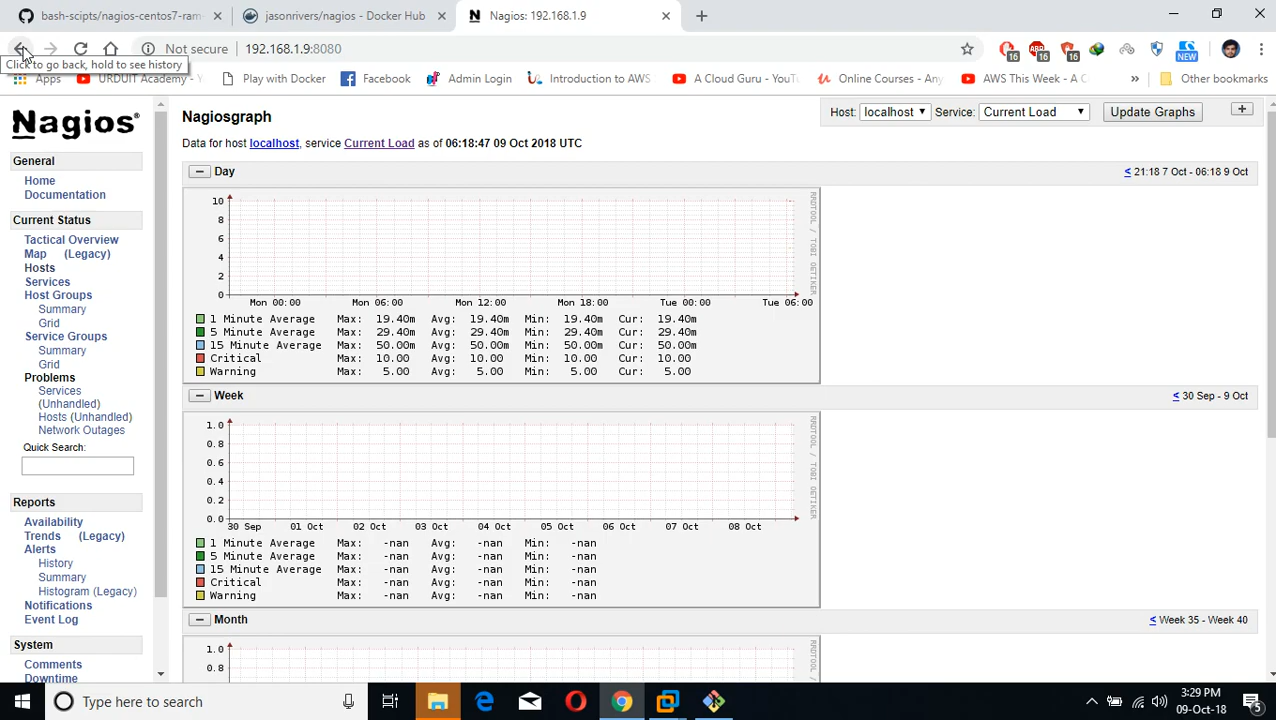 bash-scipts/nagios-centos7-ram
jasonrivers/nagios - Docker Hub
Nagios: 192.168.1.9
Not secure
192.168.1.9:8080
16
16
16
NEW
Click to go back, hold to see history
Apps
URDUIT Academy -
Play with Docker
Facebook
Admin Login
Introduction to AWS
A Cloud Guru - YouTu
Online Courses - Any
AWS This Week - A C
»
Other bookmarks
Nagios®
General
Home
Documentation
Current Status
Tactical Overview
Map (Legacy)
Hosts
Services
Host Groups
Summary
Grid
Service Groups
Summary
Grid
Problems
Services
(Unhandled)
Hosts (Unhandled)
Network Outages
Quick Search:
Reports
Availability
Trends (Legacy)
Alerts
History
Summary
Histogram (Legacy)
Notifications
Event Log
System
Comments
Downtime
Nagiosgraph
Host: localhost Service: Current Load Update Graphs +
Data for host localhost, service Current Load as of 06:18:47 09 Oct 2018 UTC
− Day
< 21:18 7 Oct - 06:18 9 Oct
10
8
6
4
2
0
Mon 00:00 Mon 06:00 Mon 12:00 Mon 18:00 Tue 00:00 Tue 06:00
RRDTOOL / TOBI OETIKER
1 Minute Average Max: 19.40m Avg: 19.40m Min: 19.40m Cur: 19.40m
5 Minute Average Max: 29.40m Avg: 29.40m Min: 29.40m Cur: 29.40m
15 Minute Average Max: 50.00m Avg: 50.00m Min: 50.00m Cur: 50.00m
Critical Max: 10.00 Avg: 10.00 Min: 10.00 Cur: 10.00
Warning Max: 5.00 Avg: 5.00 Min: 5.00 Cur: 5.00
− Week
< 30 Sep - 9 Oct
1.0
0.8
0.6
0.4
0.2
0.0
30 Sep 01 Oct 02 Oct 03 Oct 04 Oct 05 Oct 06 Oct 07 Oct 08 Oct
RRDTOOL / TOBI OETIKER
1 Minute Average Max: -nan Avg: -nan Min: -nan
5 Minute Average Max: -nan Avg: -nan Min: -nan
15 Minute Average Max: -nan Avg: -nan Min: -nan
Critical Max: -nan Avg: -nan Min: -nan
Warning Max: -nan Avg: -nan Min: -nan
− Month
< Week 35 - Week 40
1.0
0.8
Type here to search
3:29 PM
09-Oct-18
5